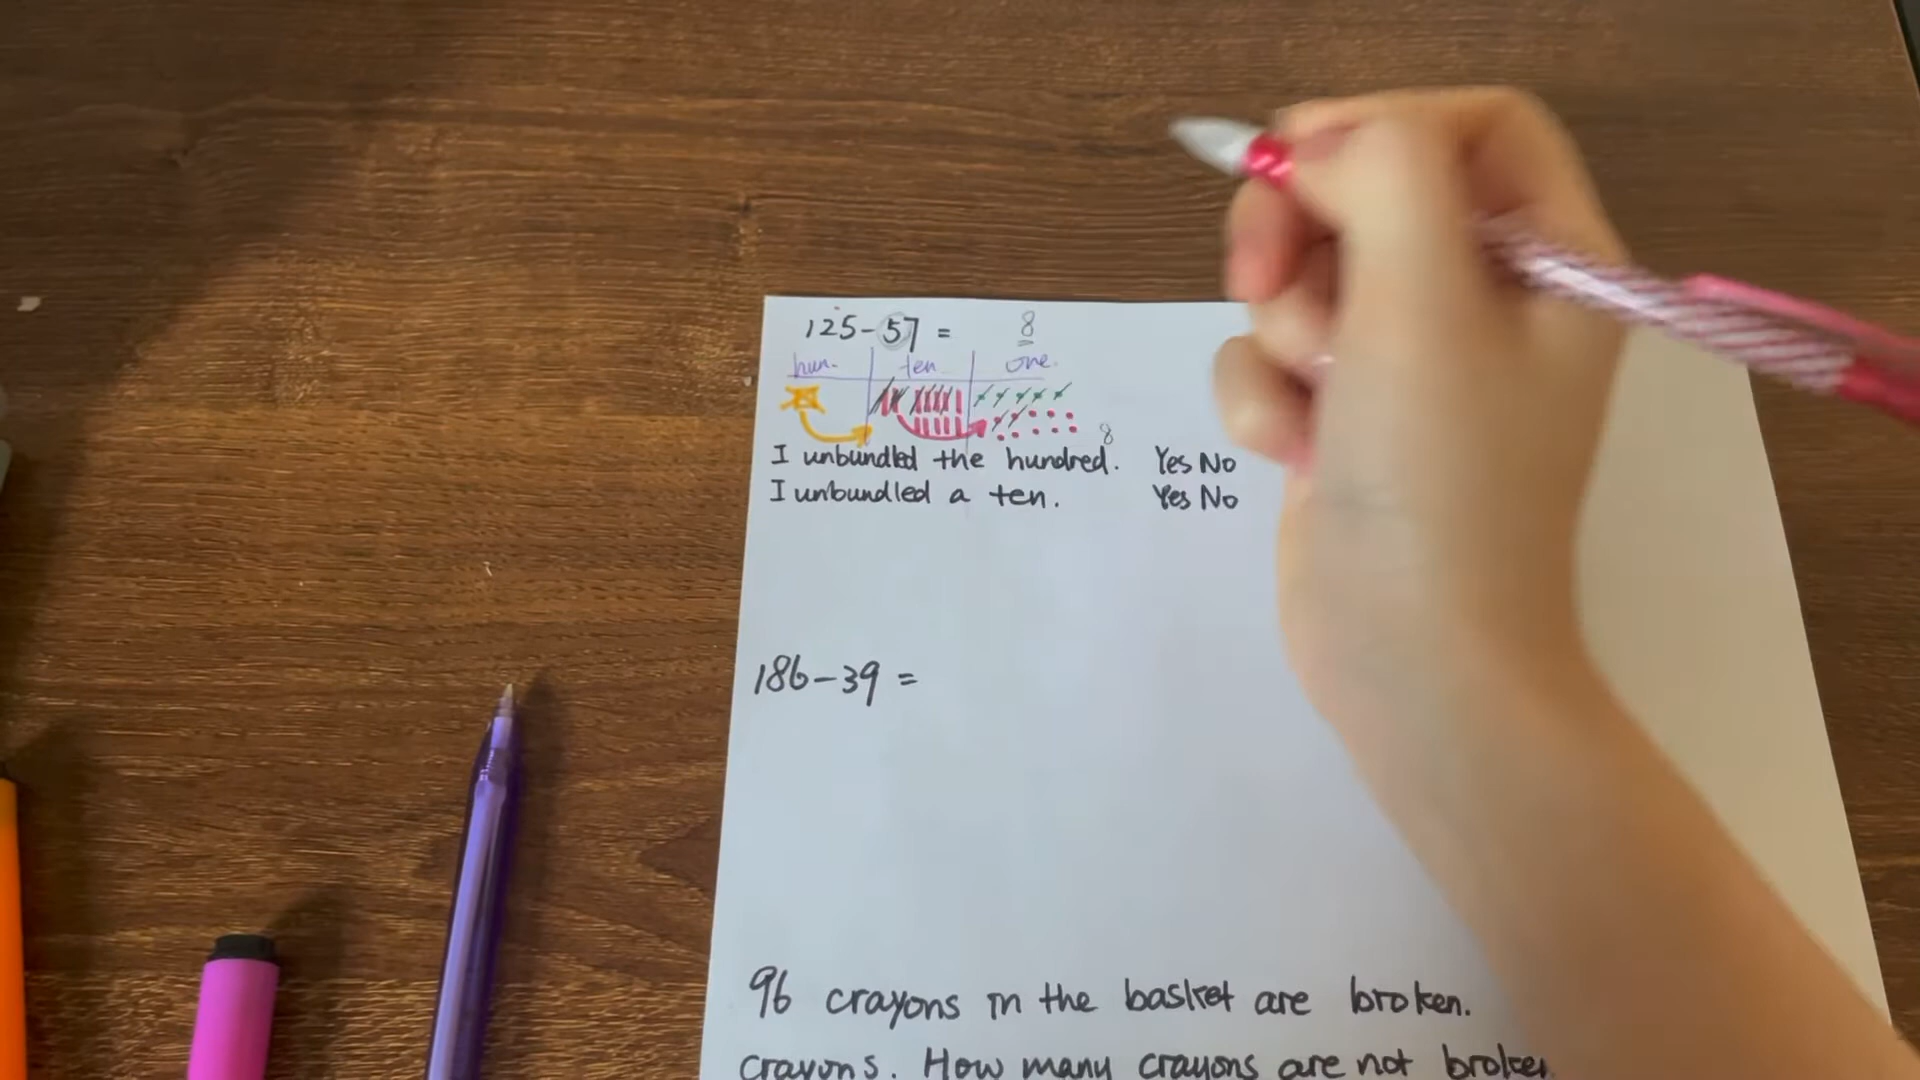 125-57 = 8
hun. ten one.
8
I unbundled the hundred. Yes No
I unbundled a ten. Yes No
186-39 =
96 crayons in the basket are broken.
crayons. How many crayons are not broken